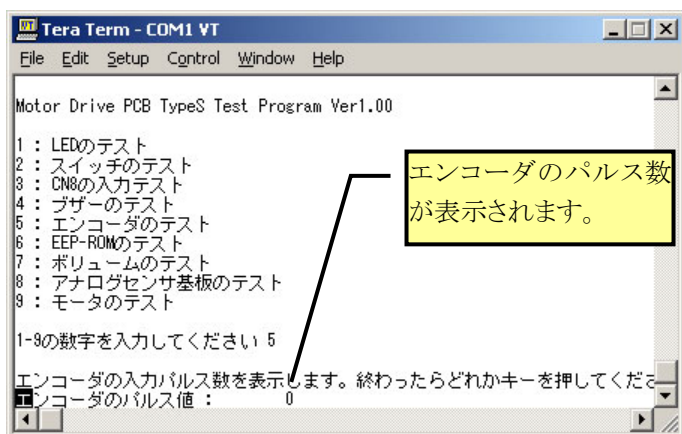 Tera Term - COM1 VT
File Edit Setup Control Window Help
Motor Drive PCB TypeS Test Program Ver1.00
1 : LEDのテスト
2 : スイッチのテスト
3 : CN8の入力テスト
4 : ブザーのテスト
5 : エンコーダのテスト
6 : EEP-ROMのテスト
7 : ボリュームのテスト
8 : アナログセンサ基板のテスト
9 : モータのテスト
1-9の数字を入力してください 5
エンコーダの入力パルス数を表示します。終わったらどれかキーを押してくださ
エンコーダのパルス値 : 0
エンコーダのパルス数
が表示されます。